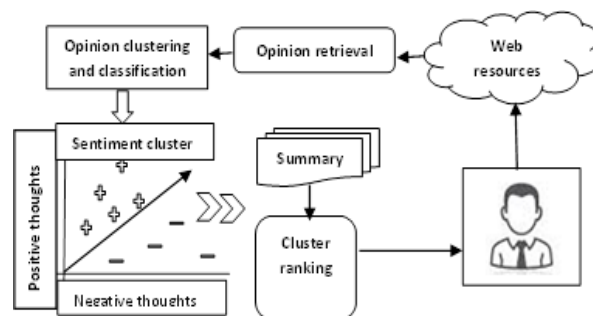 Opinion clustering
and classification
Opinion retrieval
Web
resources
Sentiment cluster
Positive thoughts
Negative thoughts
Summary
Cluster
ranking